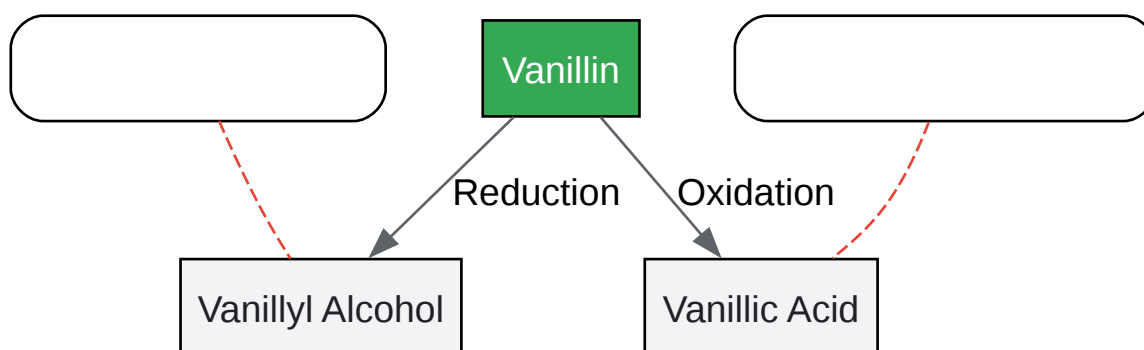 Vanillin
Reduction
Oxidation
Vanillyl Alcohol
Vanillic Acid